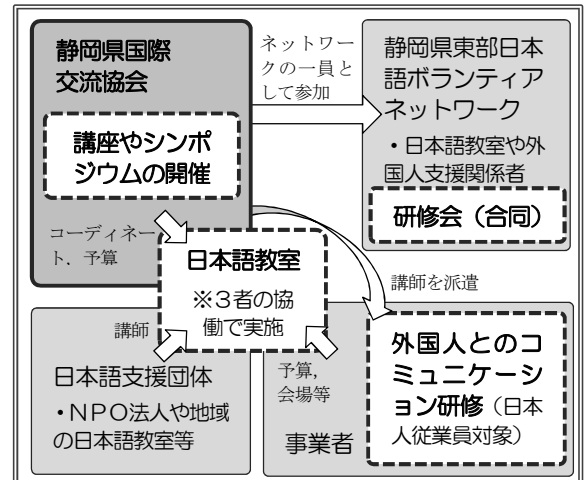 静岡県国際
交流協会
講座やシンポ
ジウムの開催
コーディネー
ト，予算
ネットワー
クの一員と
して参加
静岡県東部日本
語ボランティア
ネットワーク
・日本語教室や外
国人支援関係者
研修会（合同）
日本語教室
※３者の協
働で実施
講師を派遣
講師
日本語支援団体
・ＮＰＯ法人や地域
の日本語教室等
予算，
会場等
事業者
外国人とのコ
ミュニケーシ
ョン研修（日本
人従業員対象）